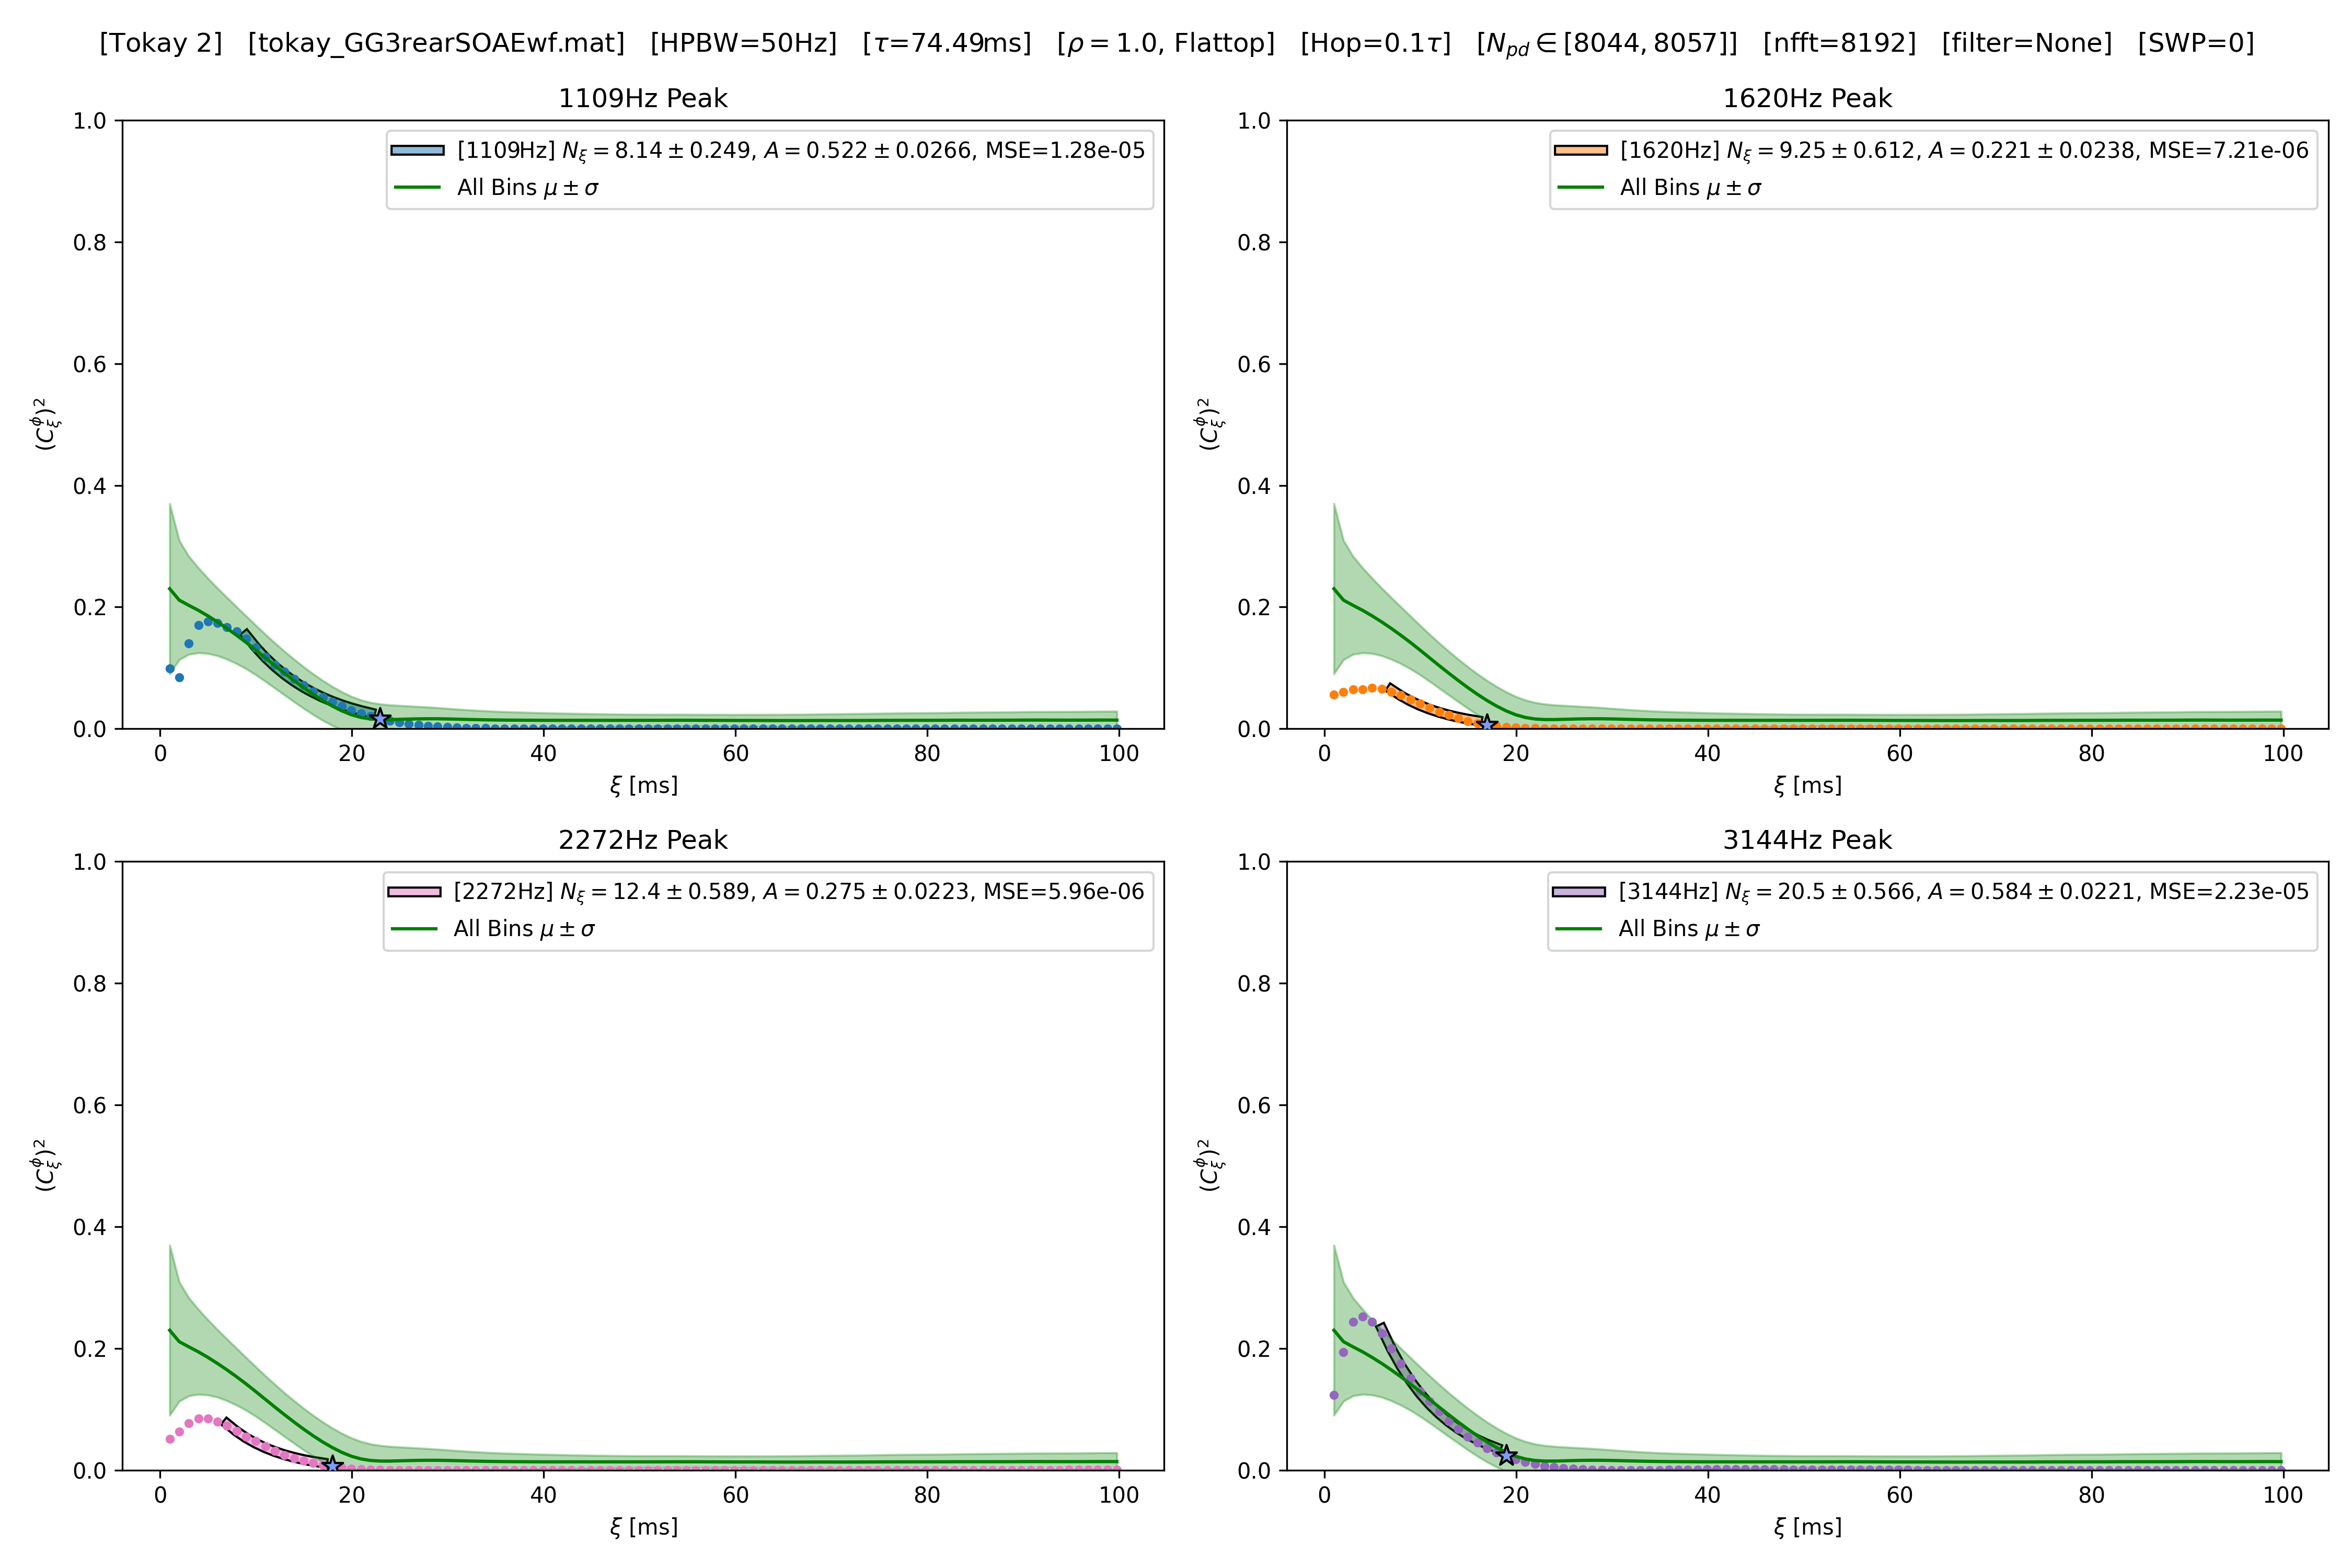 [Tokay 2] [tokay_GG3rearSOAEwf.mat] [HPBW=50Hz] [τ=74.49ms] [ρ = 1.0, Flattop] [Hop=0.1τ] [N_pd ∈ [8044, 8057]] [nfft=8192] [filter=None] [SWP=0]
1109Hz Peak
[1109Hz] N_ξ = 8.14 ± 0.249, A = 0.522 ± 0.0266, MSE=1.28e-05
All Bins μ ± σ
1.0
0.8
0.6
0.4
0.2
0.0
(C_ξ^ϕ)²
0 20 40 60 80 100
ξ [ms]
1620Hz Peak
[1620Hz] N_ξ = 9.25 ± 0.612, A = 0.221 ± 0.0238, MSE=7.21e-06
All Bins μ ± σ
1.0
0.8
0.6
0.4
0.2
0.0
(C_ξ^ϕ)²
0 20 40 60 80 100
ξ [ms]
2272Hz Peak
[2272Hz] N_ξ = 12.4 ± 0.589, A = 0.275 ± 0.0223, MSE=5.96e-06
All Bins μ ± σ
1.0
0.8
0.6
0.4
0.2
0.0
(C_ξ^ϕ)²
0 20 40 60 80 100
ξ [ms]
3144Hz Peak
[3144Hz] N_ξ = 20.5 ± 0.566, A = 0.584 ± 0.0221, MSE=2.23e-05
All Bins μ ± σ
1.0
0.8
0.6
0.4
0.2
0.0
(C_ξ^ϕ)²
0 20 40 60 80 100
ξ [ms]